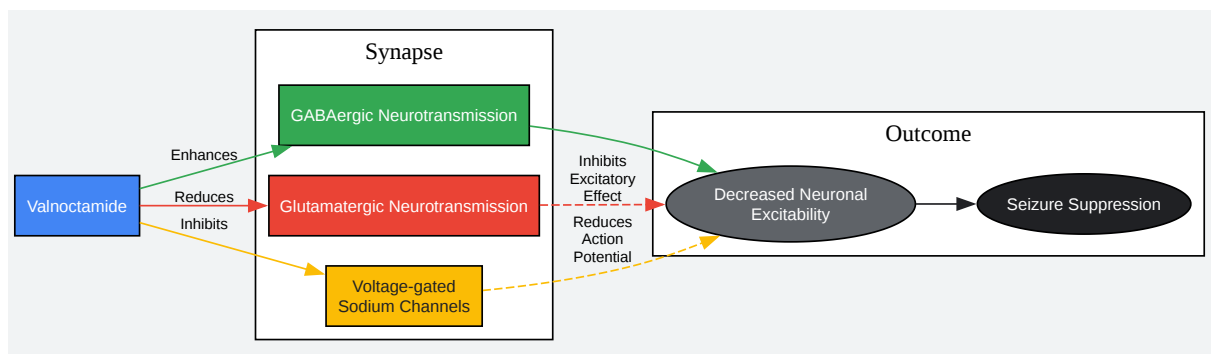 Synapse
GABAergic Neurotransmission
Enhances
Valnoctamide
Reduces
Glutamatergic Neurotransmission
Inhibits
Voltage-gated
Sodium Channels
Inhibits
Excitatory
Effect
Reduces
Action
Potential
Outcome
Decreased Neuronal
Excitability
Seizure Suppression